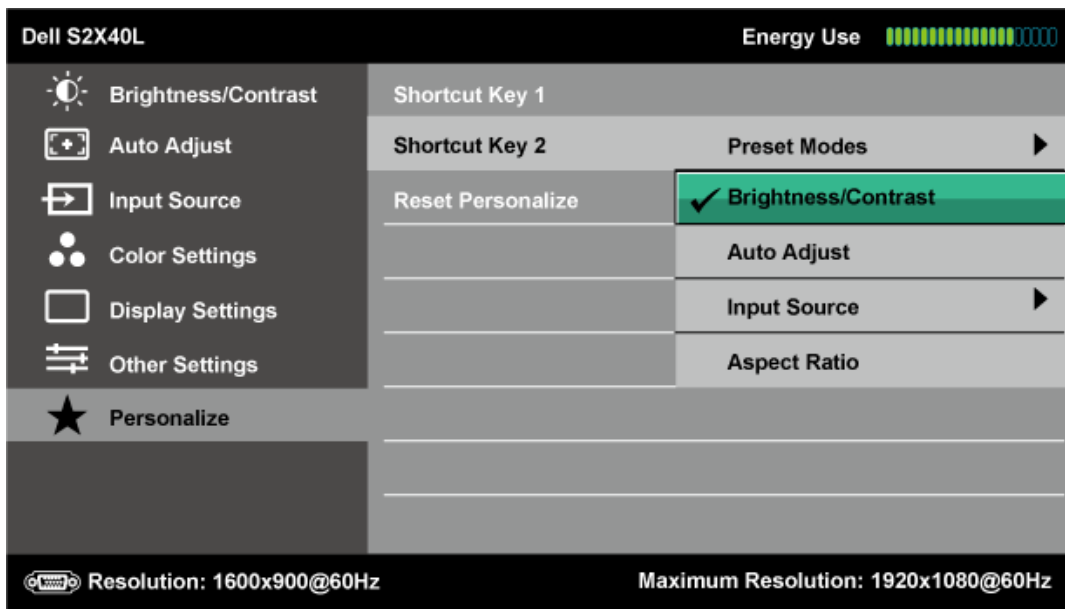 Dell S2X40L Energy Use
Brightness/Contrast Shortcut Key 1
Auto Adjust Shortcut Key 2 Preset Modes
Input Source Reset Personalize Brightness/Contrast
Color Settings Auto Adjust
Display Settings Input Source
Other Settings Aspect Ratio
Personalize
Resolution: 1600x900@60Hz Maximum Resolution: 1920x1080@60Hz